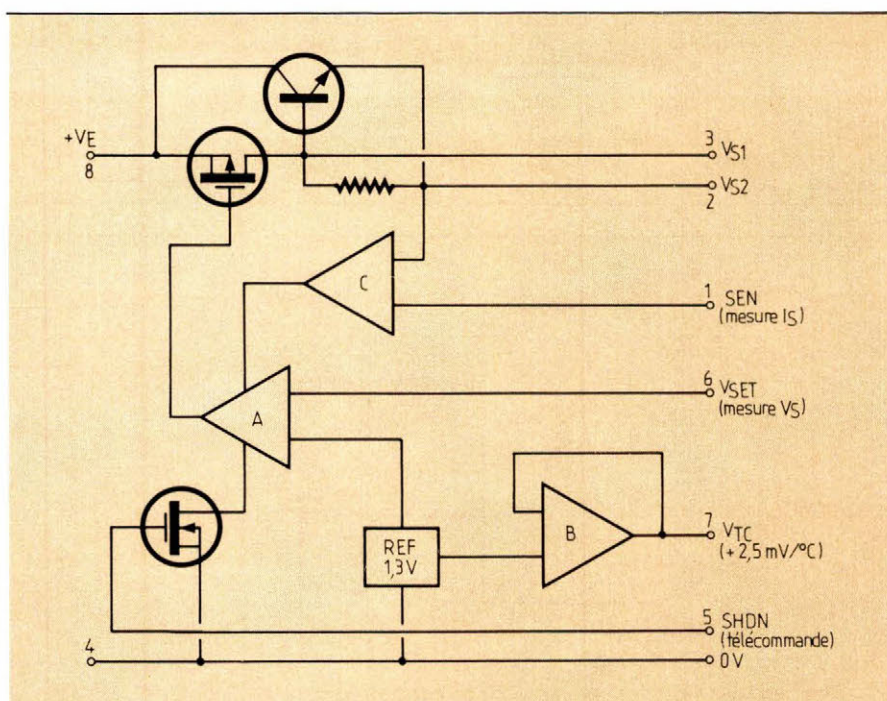 +VE
8
3
VS1
VS2
2
C
1
SEN
(mesure IS)
6
VSET
(mesure VS)
A
7
VTC
(+2,5 mV/°C)
B
REF
1,3V
5
SHDN
(télécommande)
4
0V